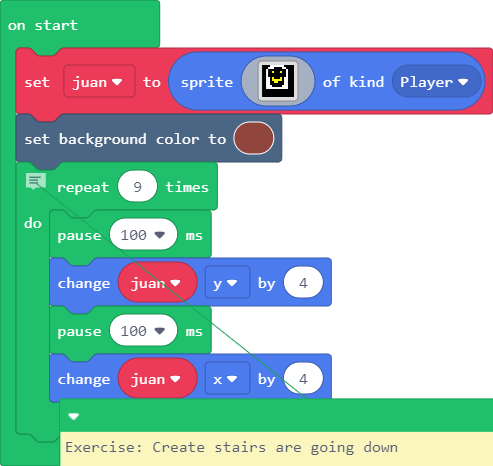 on start
set juan to sprite of kind Player
set background color to
repeat 9 times
do
pause 100 ms
change juan y by 4
pause 100 ms
change juan x by 4
Exercise: Create stairs are going down